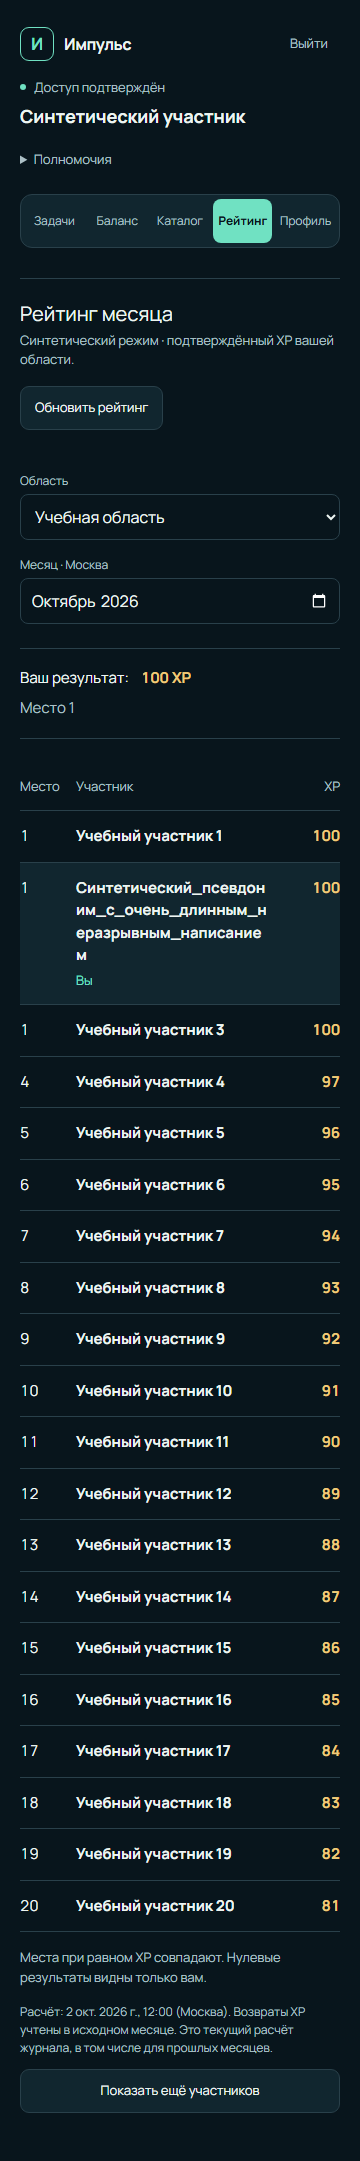 И Импульс Выйти
Доступ подтверждён
Синтетический участник
Полномочия
Задачи Баланс Каталог Рейтинг Профиль
Рейтинг месяца
Синтетический режим · подтверждённый XP вашей
области.
Обновить рейтинг
Область
Учебная область
Месяц · Москва
Октябрь 2026
Ваш результат: 100 XP
Место 1
Место Участник XP
1 Учебный участник 1 100
1 Синтетический_псевдон 100
им_с_очень_длинным_н
еразрывным_написание
м
Вы
1 Учебный участник 3 100
4 Учебный участник 4 97
5 Учебный участник 5 96
6 Учебный участник 6 95
7 Учебный участник 7 94
8 Учебный участник 8 93
9 Учебный участник 9 92
10 Учебный участник 10 91
11 Учебный участник 11 90
12 Учебный участник 12 89
13 Учебный участник 13 88
14 Учебный участник 14 87
15 Учебный участник 15 86
16 Учебный участник 16 85
17 Учебный участник 17 84
18 Учебный участник 18 83
19 Учебный участник 19 82
20 Учебный участник 20 81
Места при равном XP совпадают. Нулевые
результаты видны только вам.
Расчёт: 2 окт. 2026 г., 12:00 (Москва). Возвраты XP
учтены в исходном месяце. Это текущий расчёт
журнала, в том числе для прошлых месяцев.
Показать ещё участников